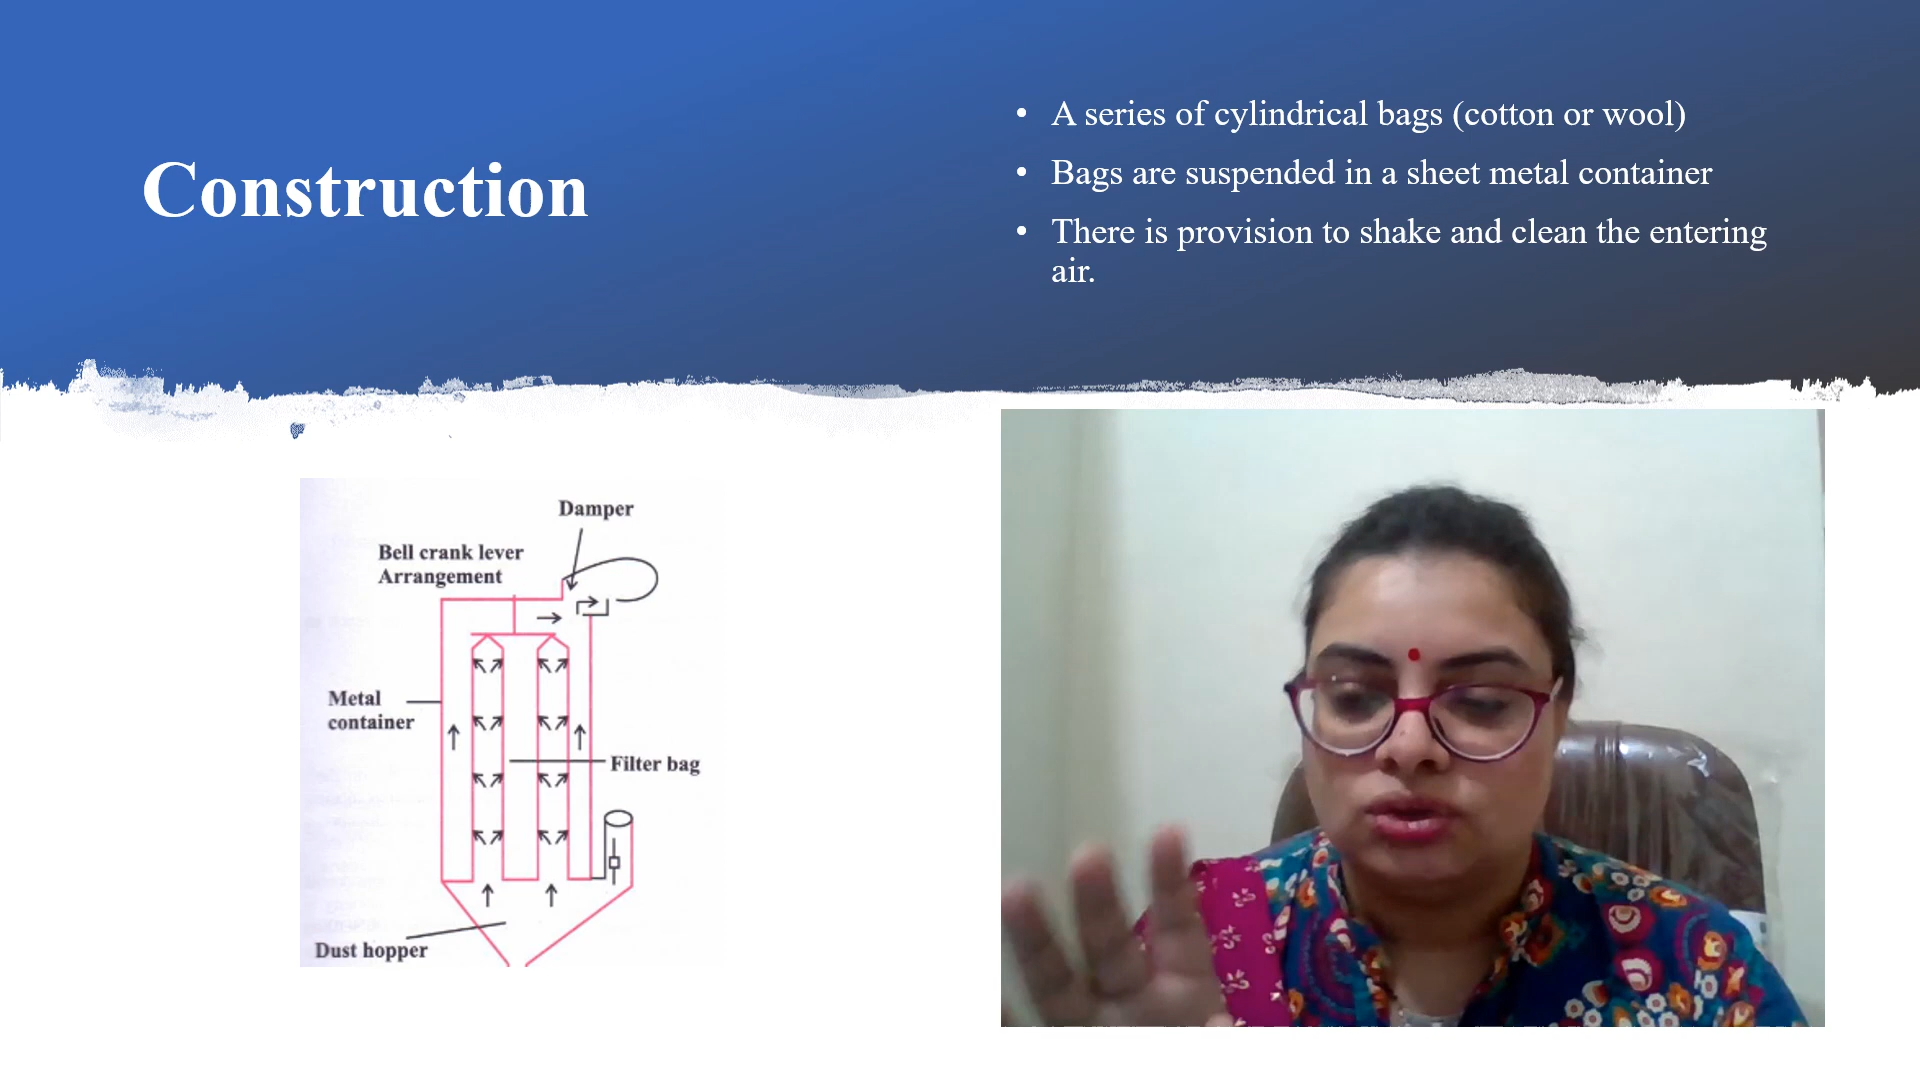 Construction
• A series of cylindrical bags (cotton or wool)
• Bags are suspended in a sheet metal container
• There is provision to shake and clean the entering
air.
Damper
Bell crank lever
Arrangement
Metal
container
Filter bag
Dust hopper